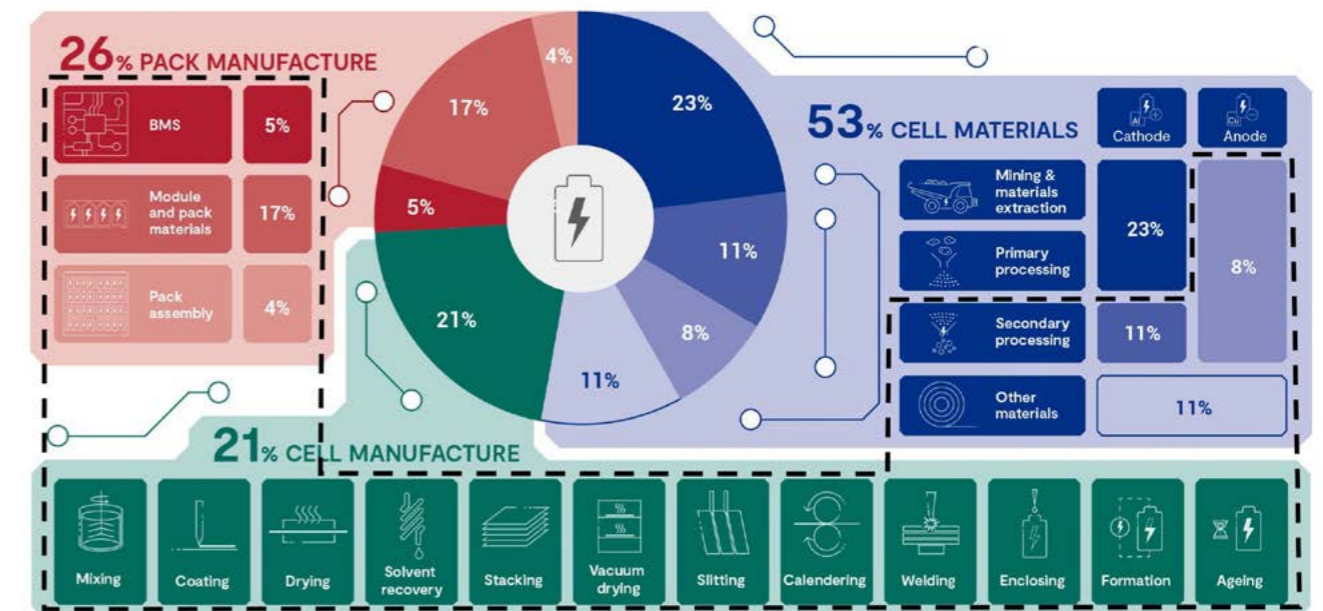 26% PACK MANUFACTURE
BMS
5%
Module
and pack
materials
17%
Pack
assembly
4%
4%
17%
5%
23%
11%
8%
11%
21%
53% CELL MATERIALS
Cathode
Anode
Al
Cu
Mining &
materials
extraction
Primary
processing
23%
8%
Secondary
processing
11%
Other
materials
11%
21% CELL MANUFACTURE
Mixing
Coating
Drying
Solvent
recovery
Stacking
Vacuum
drying
Slitting
Calendering
Welding
Enclosing
Formation
Ageing